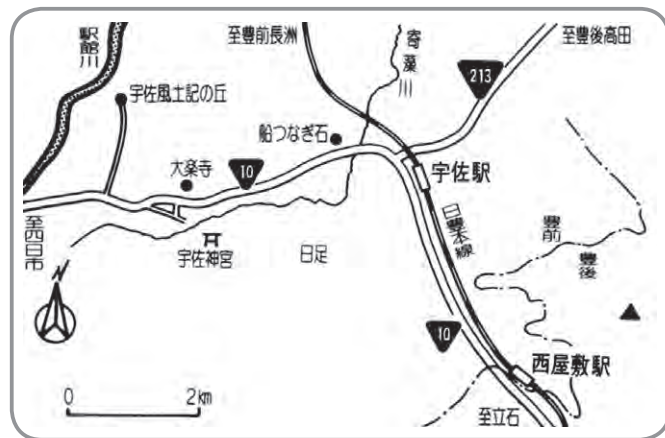 駅館川
宇佐風土記の丘
至豊前長洲
寄藻川
213
至豊後高田
船つなぎ石
大楽寺
10
宇佐駅
日豊本線
豊前
豊後
至四日市
宇佐神宮
日足
N
10
西屋敷駅
至立石
0 2km